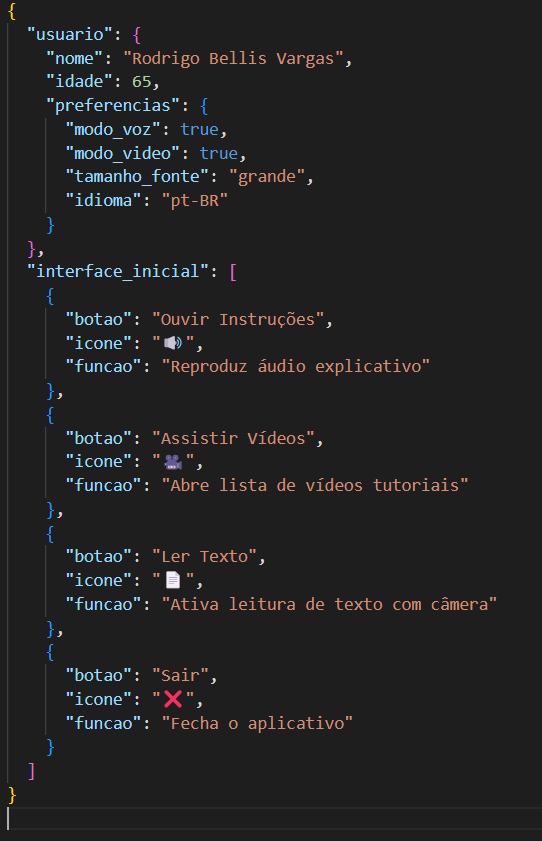 {
  "usuario": {
    "nome": "Rodrigo Bellis Vargas",
    "idade": 65,
    "preferencias": {
      "modo_voz": true,
      "modo_video": true,
      "tamanho_fonte": "grande",
      "idioma": "pt-BR"
    }
  },
  "interface_inicial": [
    {
      "botao": "Ouvir Instruções",
      "icone": "🔊",
      "funcao": "Reproduz áudio explicativo"
    },
    {
      "botao": "Assistir Vídeos",
      "icone": "🎥",
      "funcao": "Abre lista de vídeos tutoriais"
    },
    {
      "botao": "Ler Texto",
      "icone": "📄",
      "funcao": "Ativa leitura de texto com câmera"
    },
    {
      "botao": "Sair",
      "icone": "❌",
      "funcao": "Fecha o aplicativo"
    }
  ]
}